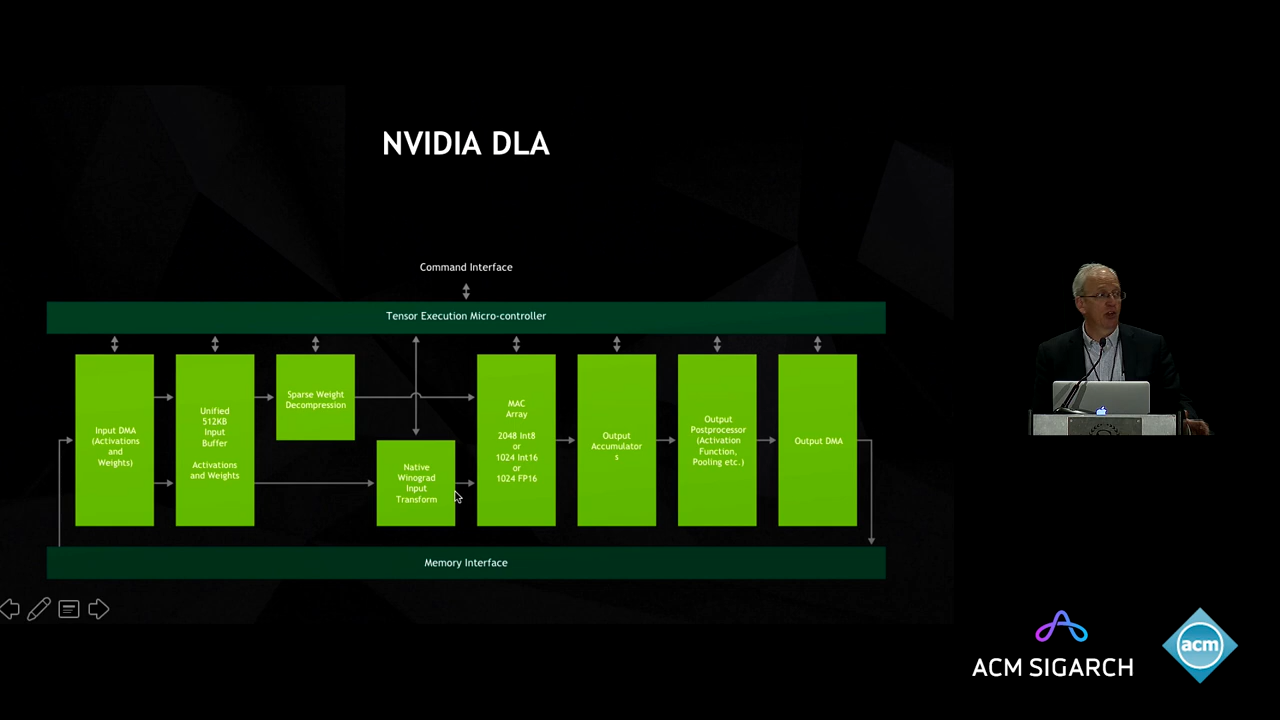 NVIDIA DLA
Command Interface
Tensor Execution Micro-controller
Input DMA
(Activations
and
Weights)
Unified
512KB
Input
Buffer
Activations
and Weights
Sparse Weight
Decompression
Native
Winograd
Input
Transform
MAC
Array
2048 Int8
or
1024 Int16
or
1024 FP16
Output
Accumulator
s
Output
Postprocessor
(Activation
Function,
Pooling etc.)
Output DMA
Memory Interface
ACM SIGARCH
acm